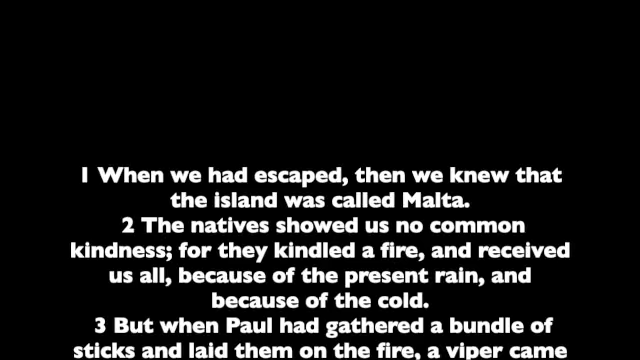 1 When we had escaped, then we knew that
the island was called Malta.
2 The natives showed us no common
kindness; for they kindled a fire, and received
us all, because of the present rain, and
because of the cold.
3 But when Paul had gathered a bundle of
sticks and laid them on the fire, a viper came